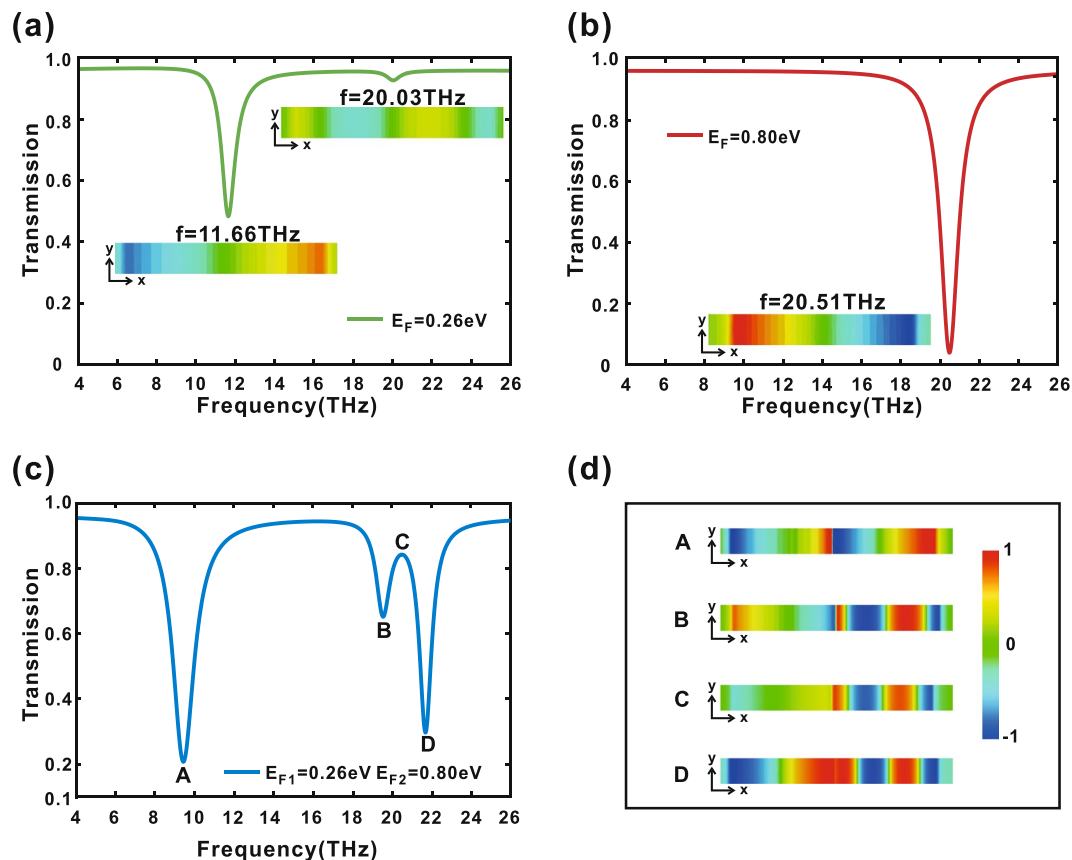 (a)
1.0
0.8
0.6
0.4
0.2
0
Transmission
f=20.03THz
y
x
f=11.66THz
y
x
E_F=0.26eV
4 6 8 10 12 14 16 18 20 22 24 26
Frequency(THz)
(b)
1.0
0.8
0.6
0.4
0.2
0
Transmission
E_F=0.80eV
f=20.51THz
y
x
4 6 8 10 12 14 16 18 20 22 24 26
Frequency(THz)
(c)
1.0
0.8
0.6
0.4
0.2
0.1
Transmission
C
B
D
A
E_F1=0.26eV E_F2=0.80eV
4 6 8 10 12 14 16 18 20 22 24 26
Frequency(THz)
(d)
A
y
x
B
y
x
C
y
x
D
y
x
1
0
-1